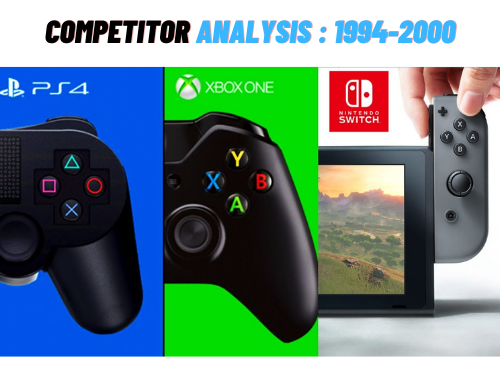 COMPETITOR ANALYSIS : 1994-2000
PS4
XBOX ONE
NINTENDO
SWITCH
Y
X
B
A
X
Y
A
B